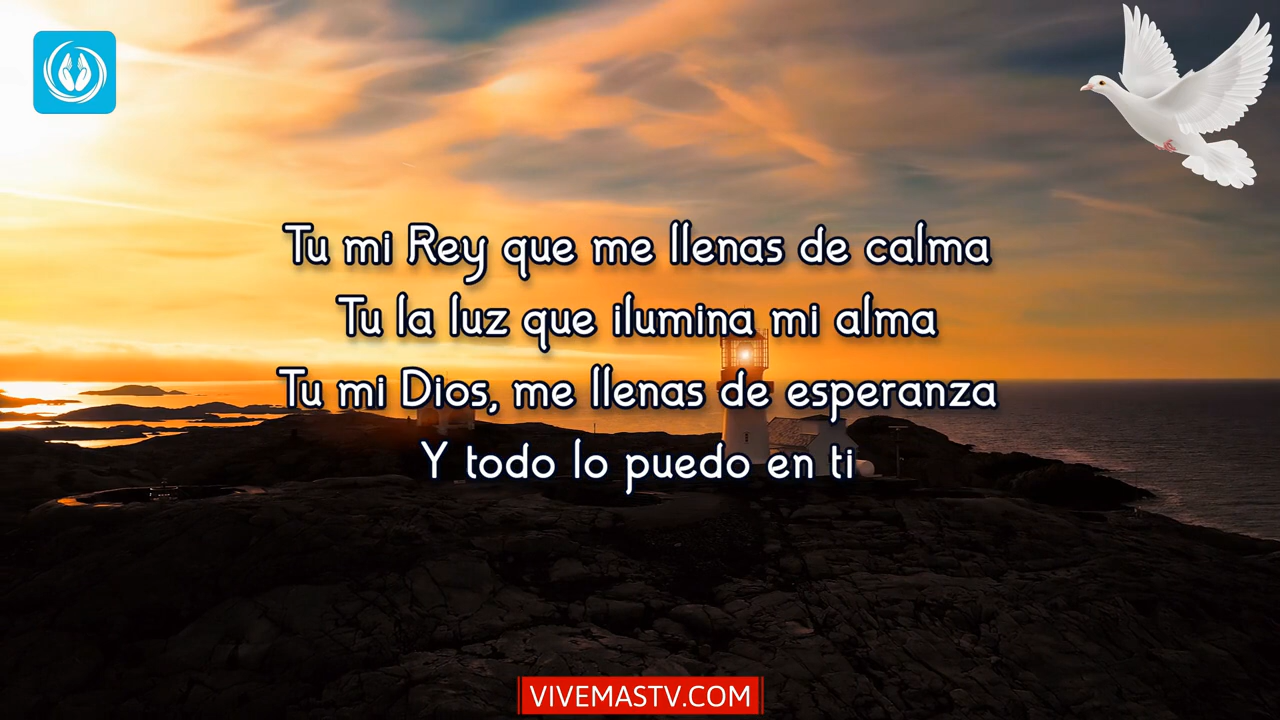 Tu mi Rey que me llenas de calma
Tu la luz que ilumina mi alma
Tu mi Dios, me llenas de esperanza
Y todo lo puedo en ti
VIVEMASTV.COM